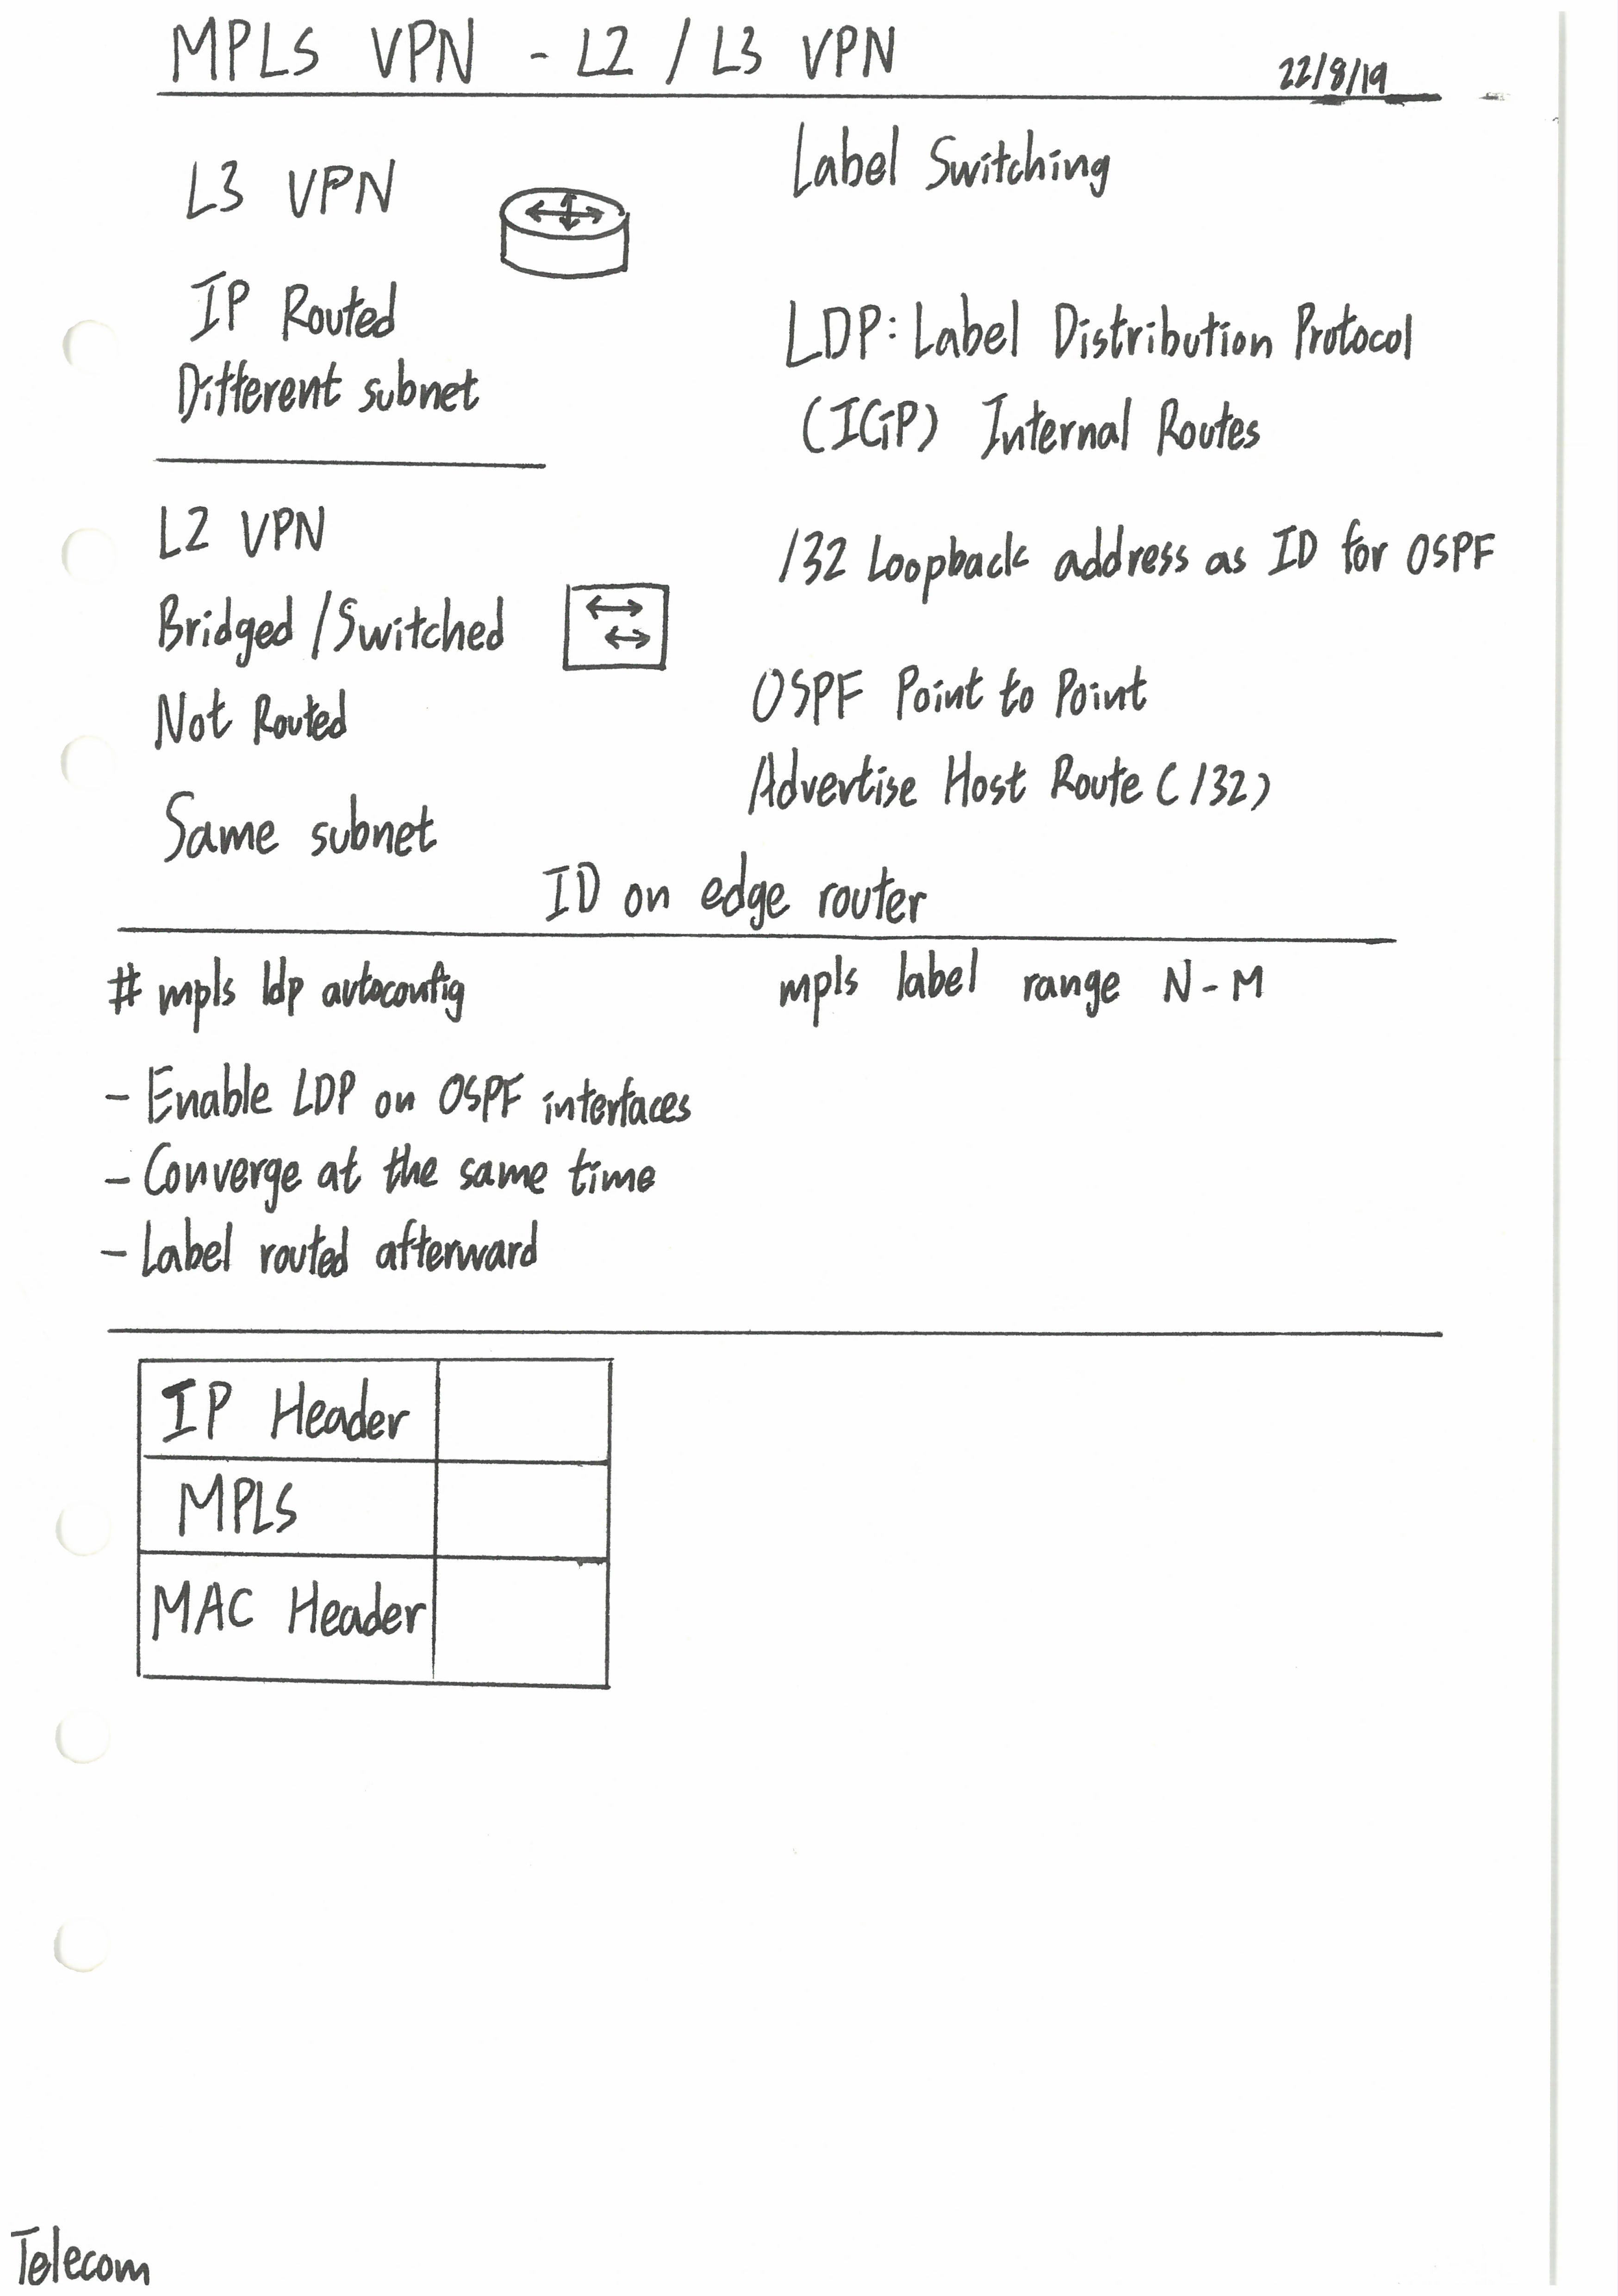 MPLS VPN - L2 / L3 VPN
22/8/19
L3 VPN
IP Routed
Different subnet
L2 VPN
Bridged /Switched
Not Routed
Same subnet
Label Switching
LDP: Label Distribution Protocol
(IGP) Internal Routes
/32 Loopback address as ID for OSPF
OSPF Point to Point
Advertise Host Route (/32)
ID on edge router
# mpls ldp autoconfig
- Enable LDP on OSPF interfaces
- Converge at the same time
- Label routed afterward
mpls label range N - M
IP Header
MPLS
MAC Header
Telecom